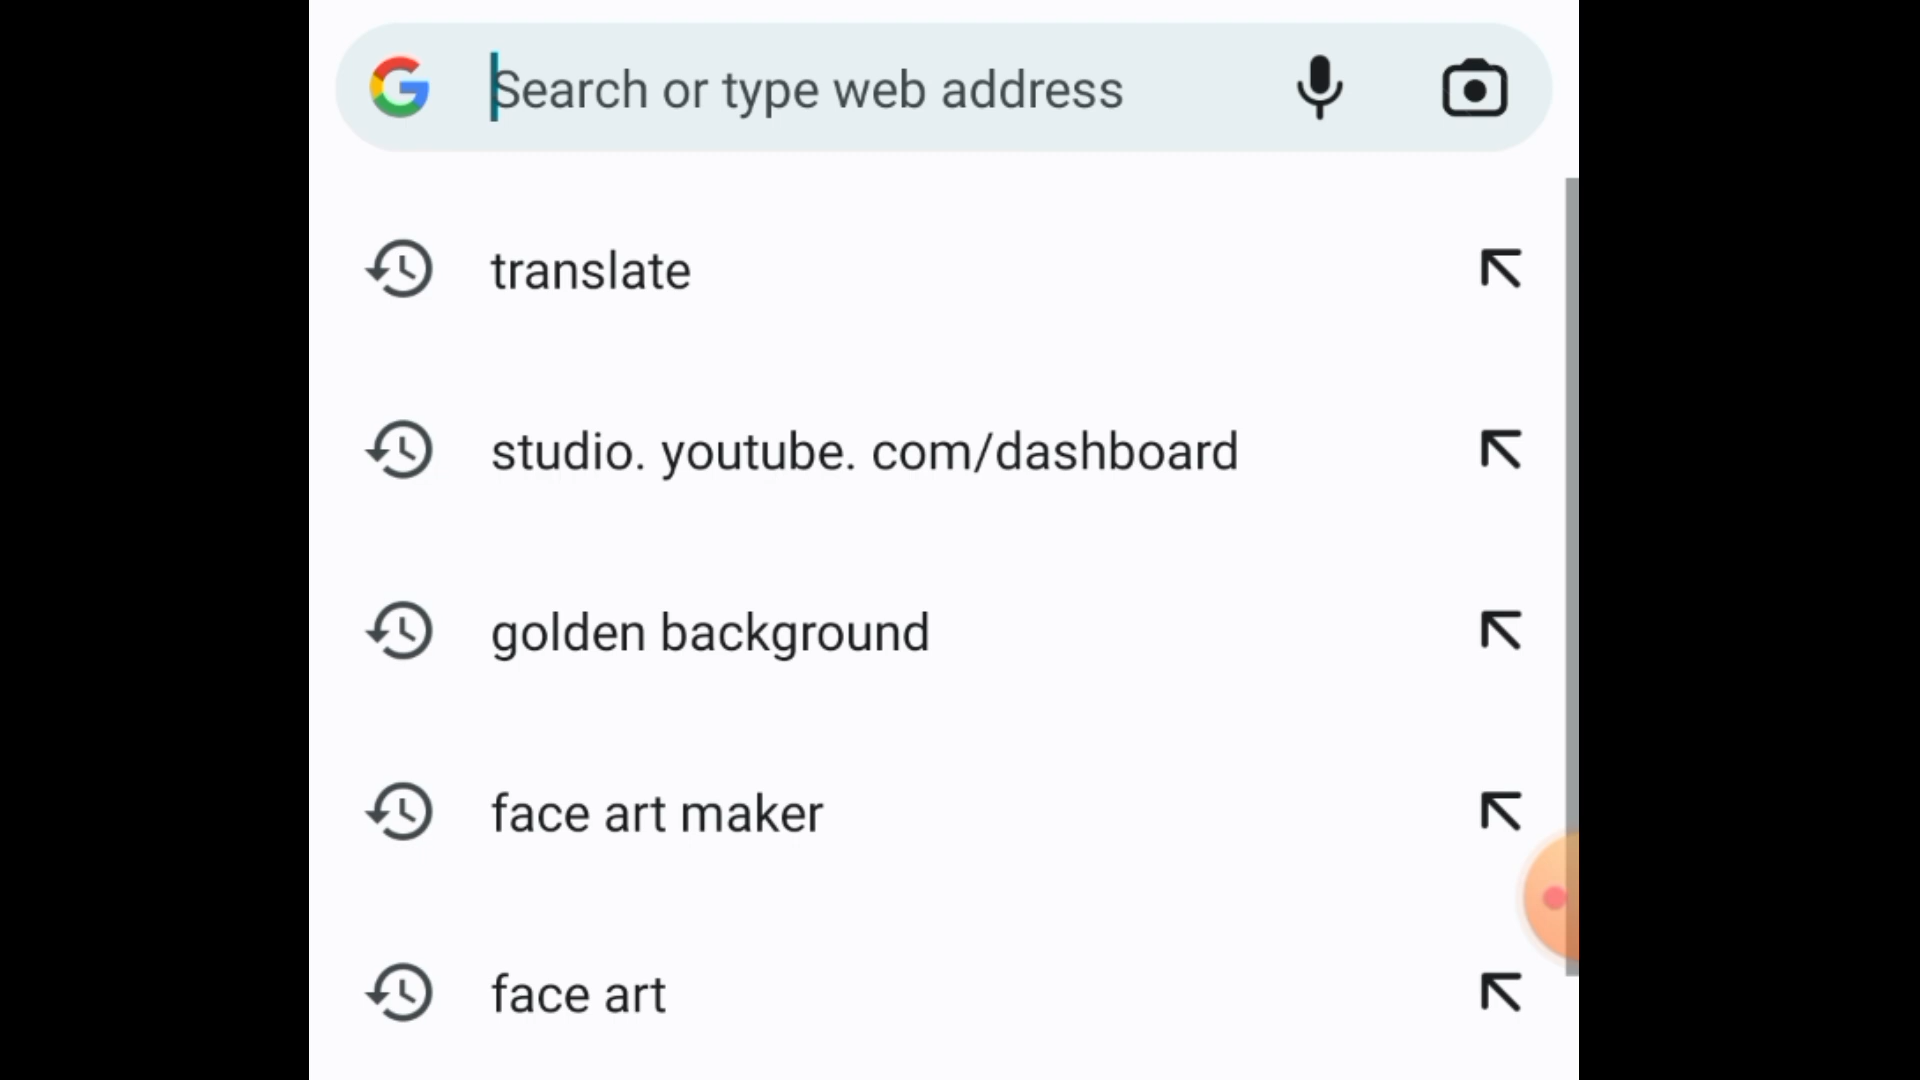 Search or type web address
translate
studio. youtube. com/dashboard
golden background
face art maker
face art